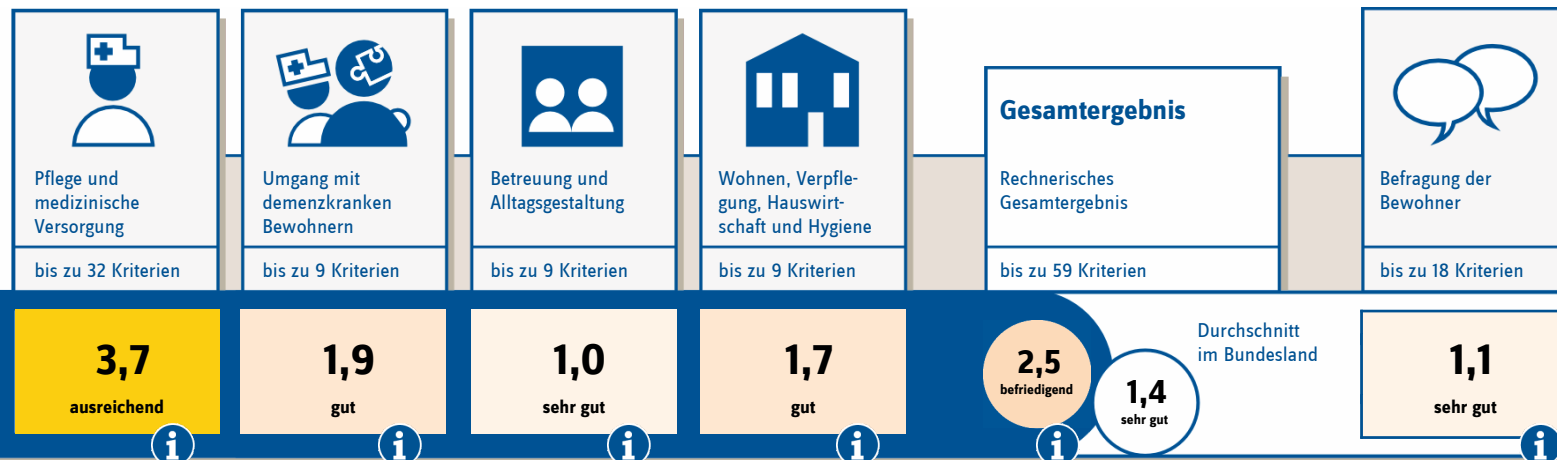 Pflege und
medizinische
Versorgung
bis zu 32 Kriterien
3,7
ausreichend
Umgang mit
demenzkranken
Bewohnern
bis zu 9 Kriterien
1,9
gut
Betreuung und
Alltagsgestaltung
bis zu 9 Kriterien
1,0
sehr gut
Wohnen, Verpfle-
gung, Hauswirt-
schaft und Hygiene
bis zu 9 Kriterien
1,7
gut
Gesamtergebnis
Rechnerisches
Gesamtergebnis
bis zu 59 Kriterien
2,5
befriedigend
1,4
sehr gut
Durchschnitt
im Bundesland
Befragung der
Bewohner
bis zu 18 Kriterien
1,1
sehr gut